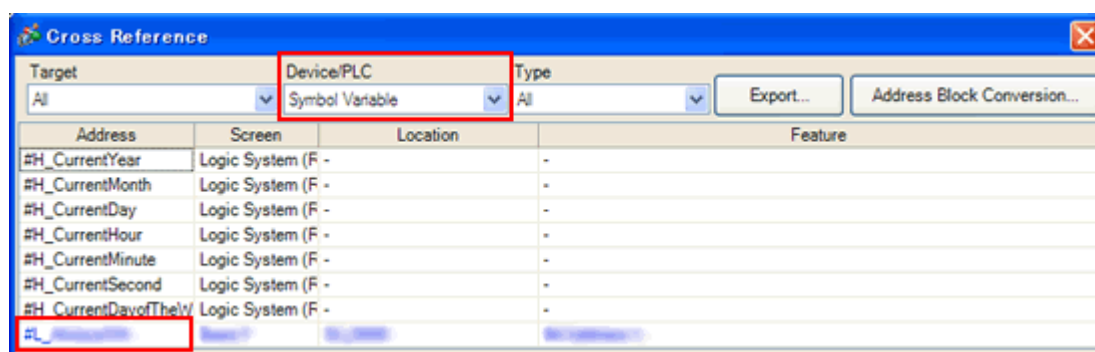 Cross Reference
Target Device/PLC Type
All Symbol Variable All Export... Address Block Conversion...
Address Screen Location Feature
#H_CurrentYear Logic System (R - -
#H_CurrentMonth Logic System (R - -
#H_CurrentDay Logic System (R - -
#H_CurrentHour Logic System (R - -
#H_CurrentMinute Logic System (R - -
#H_CurrentSecond Logic System (R - -
#H_CurrentDayofTheW Logic System (R - -
#L_